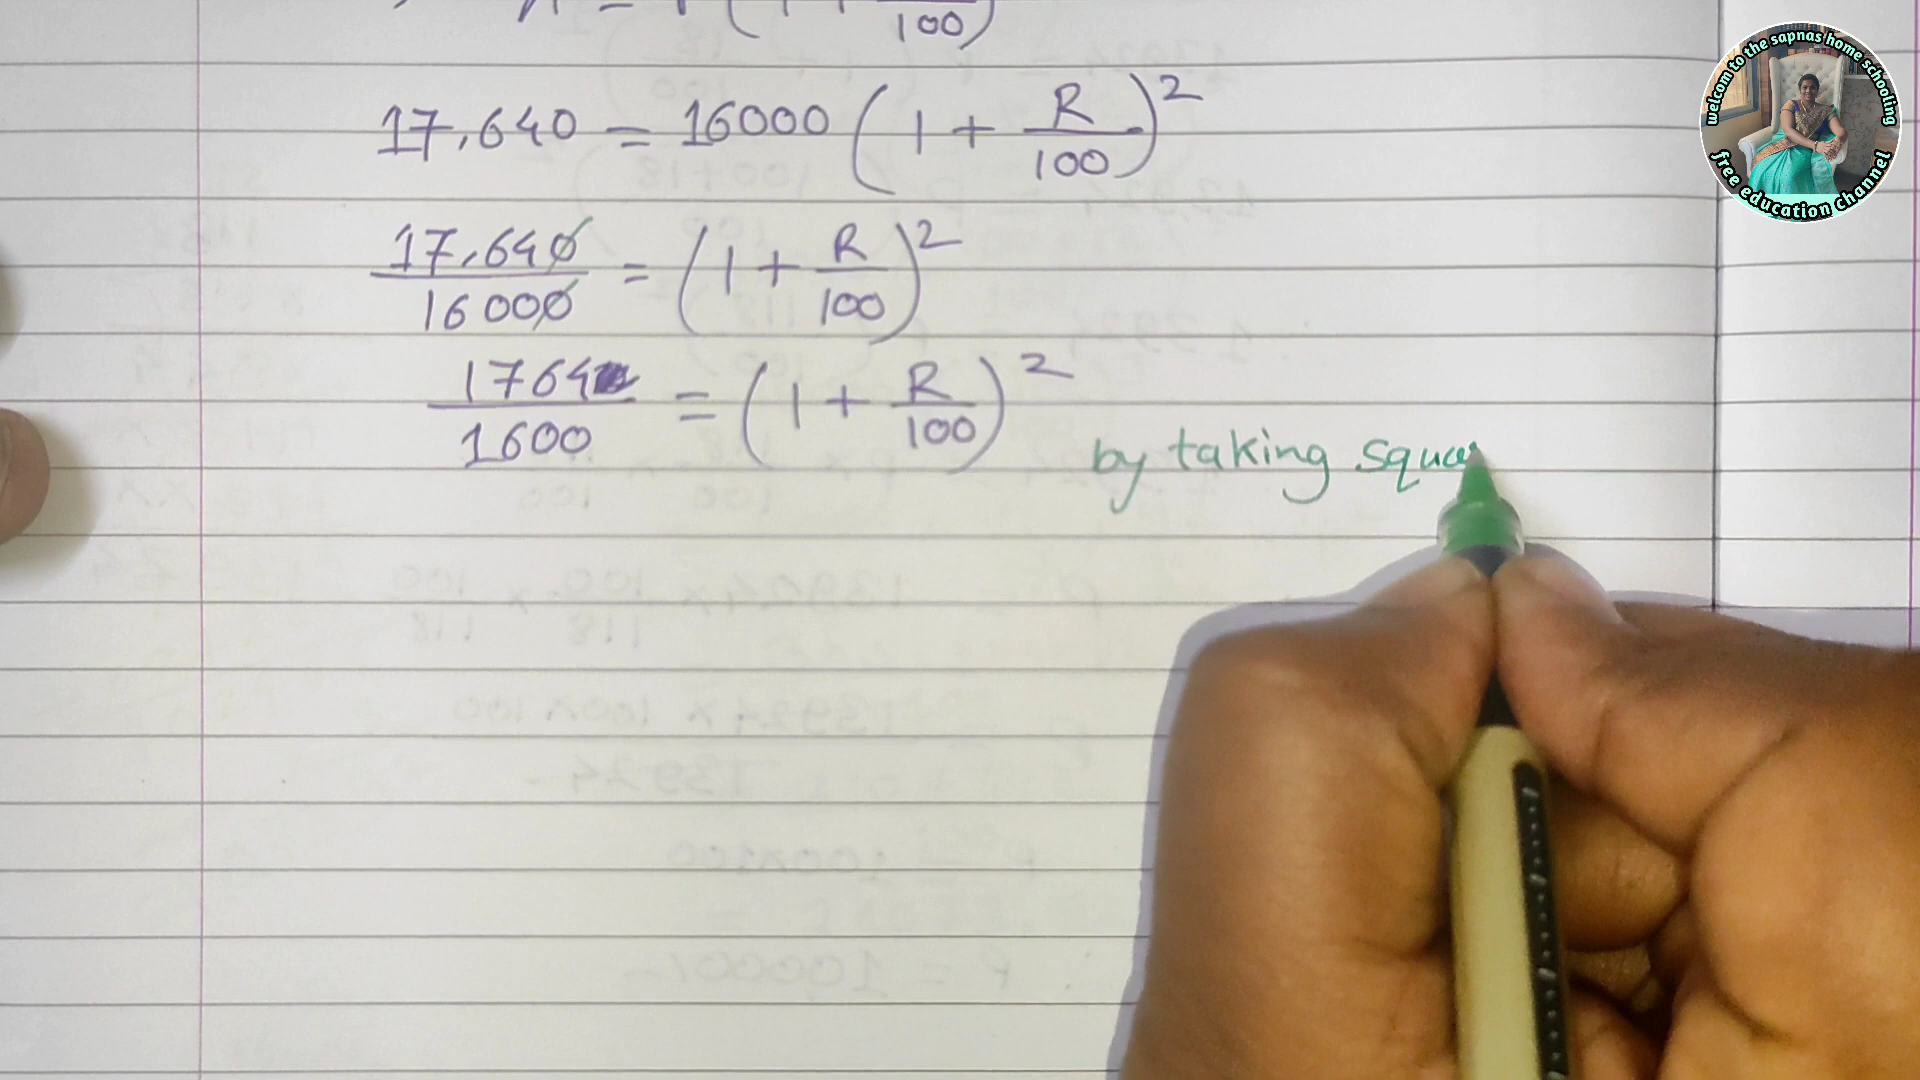 100)
17,640 = 16000 (1 + R/100)²
17,640/16000 = (1 + R/100)²
1764/1600 = (1 + R/100)²
by taking squa
welcom to the sapnas home schooling
free education channel